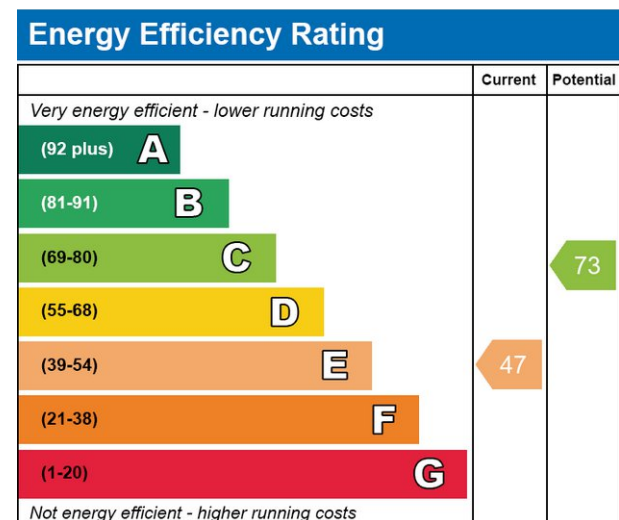 Energy Efficiency Rating
Current Potential
Very energy efficient - lower running costs
(92 plus) A
(81-91) B
(69-80) C
73
(55-68) D
(39-54) E
47
(21-38) F
(1-20) G
Not energy efficient - higher running costs